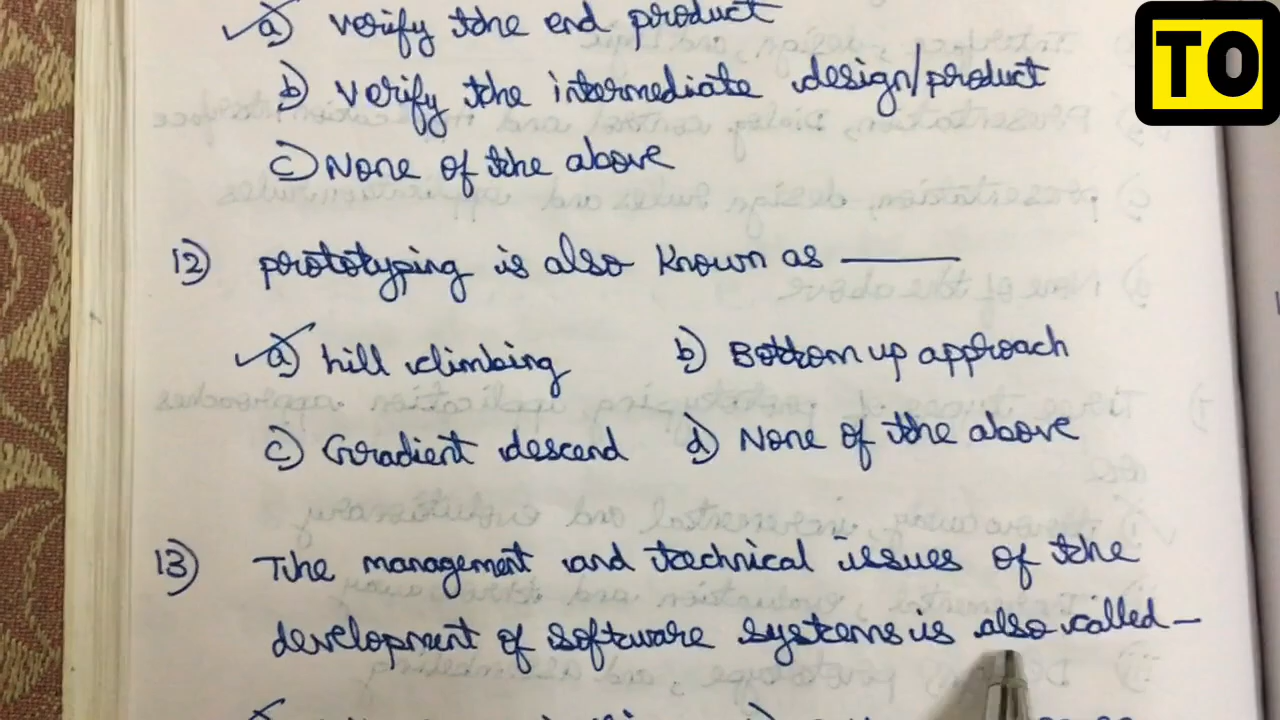 a) verify the end product
b) verify the intermediate design/product
c) None of the above
12) prototyping is also known as ———
a) hill climbing b) Bottom up approach
c) Gradient descend d) None of the above
13) The management and technical issues of the
development of software systems is also called —
TO